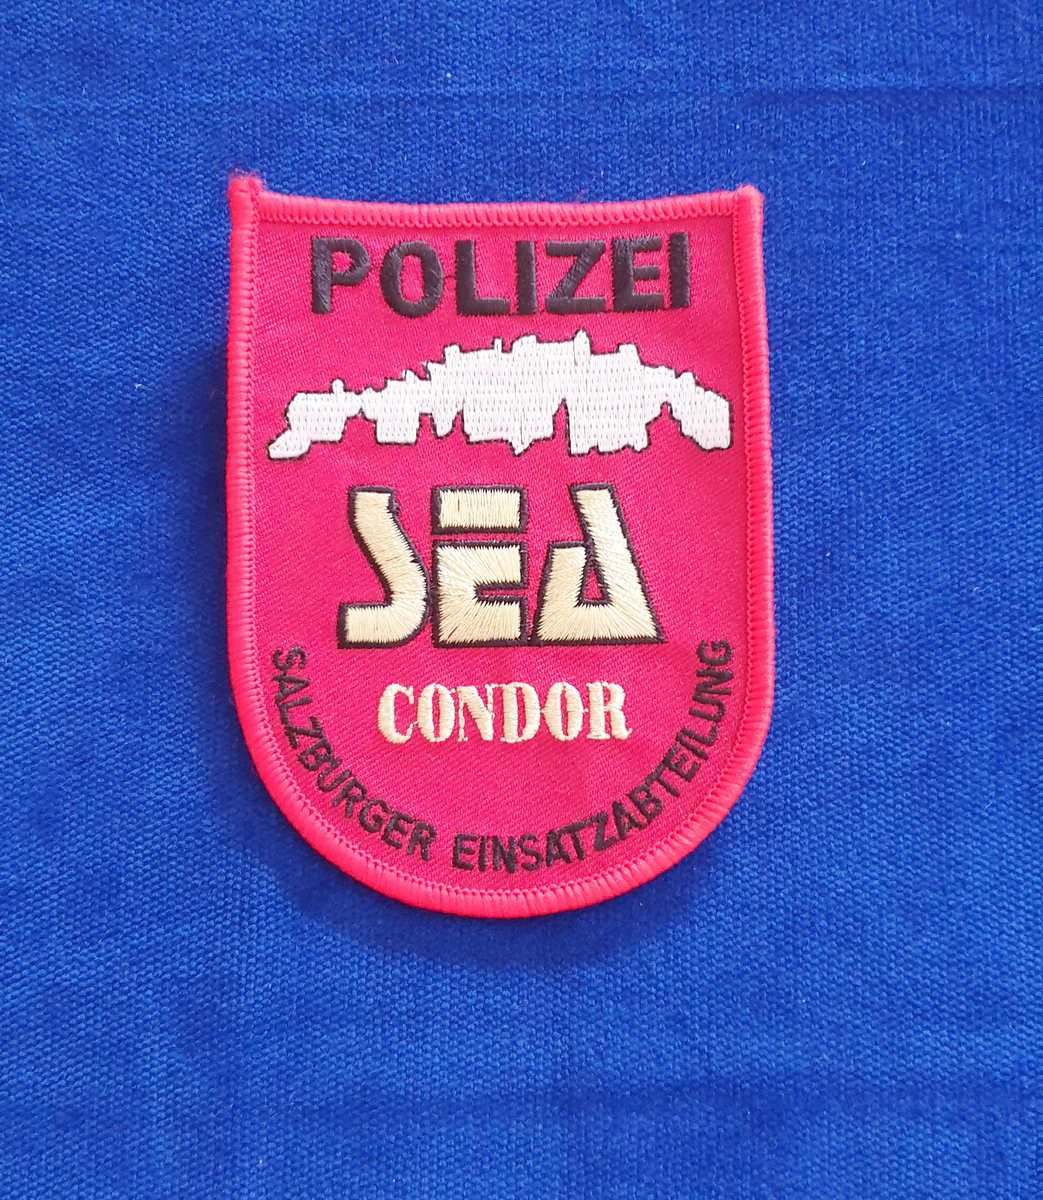 POLIZEI
SEA
CONDOR
SALZBURGER EINSATZABTEILUNG